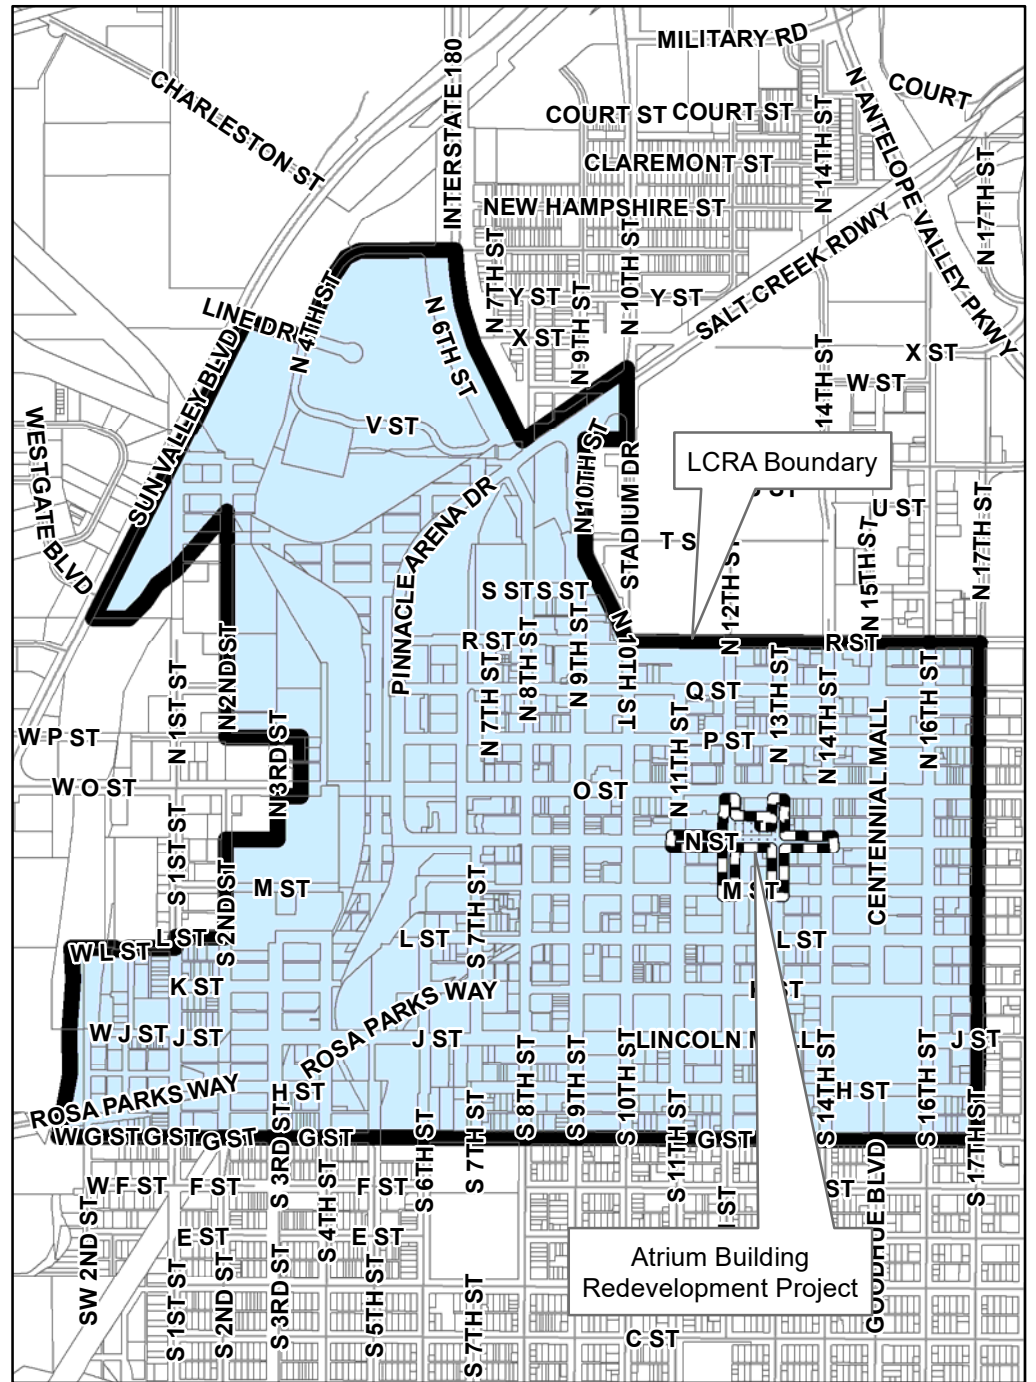 MILITARY RD
CHARLESTON ST
INTERSTATE 180
N ANTELOPE VALLEY PKWY
COURT
COURT ST
COURT ST
N 14TH ST
CLAREMONT ST
N 17TH ST
NEW HAMPSHIRE ST
SALT CREEK RDWY
N 7TH ST
N 10TH ST
Y ST
Y ST
LINE DR
N 4TH ST
N 6TH ST
X ST
N 9TH ST
X ST
14TH ST
W ST
SUN VALLEY BLVD
WESTGATE BLVD
V ST
N 10TH ST
STADIUM DR
LCRA Boundary
PINNACLE ARENA DR
U ST
N 17TH ST
T S
N 12TH ST
N 15TH ST
S ST
S ST
N 10TH ST
R ST
R ST
N 2ND ST
N 7TH ST
N 8TH ST
N 9TH ST
N 1ST ST
Q ST
N 13TH ST
N 14TH ST
N 16TH ST
N 11TH ST
CENTENNIAL MALL
W P ST
P ST
N 3RD ST
W O ST
O ST
S 1ST ST
N ST
M ST
M ST
S 2ND ST
S 7TH ST
W L ST
L ST
L ST
L ST
K ST
ROSA PARKS WAY
W J ST
J ST
J ST
LINCOLN M
J ST
ROSA PARKS WAY
H ST
H ST
S 8TH ST
S 9TH ST
S 10TH ST
S 14TH ST
S 16TH ST
S 17TH ST
W G ST
G ST
G ST
G ST
G ST
S 3RD ST
S 6TH ST
S 7TH ST
S 11TH ST
GOODHUE BLVD
W F ST
F ST
F ST
ST
ST
S 4TH ST
SW 2ND ST
E ST
E ST
S 1ST ST
S 2ND ST
S 3RD ST
S 5TH ST
S 7TH ST
Atrium Building
Redevelopment Project
C ST